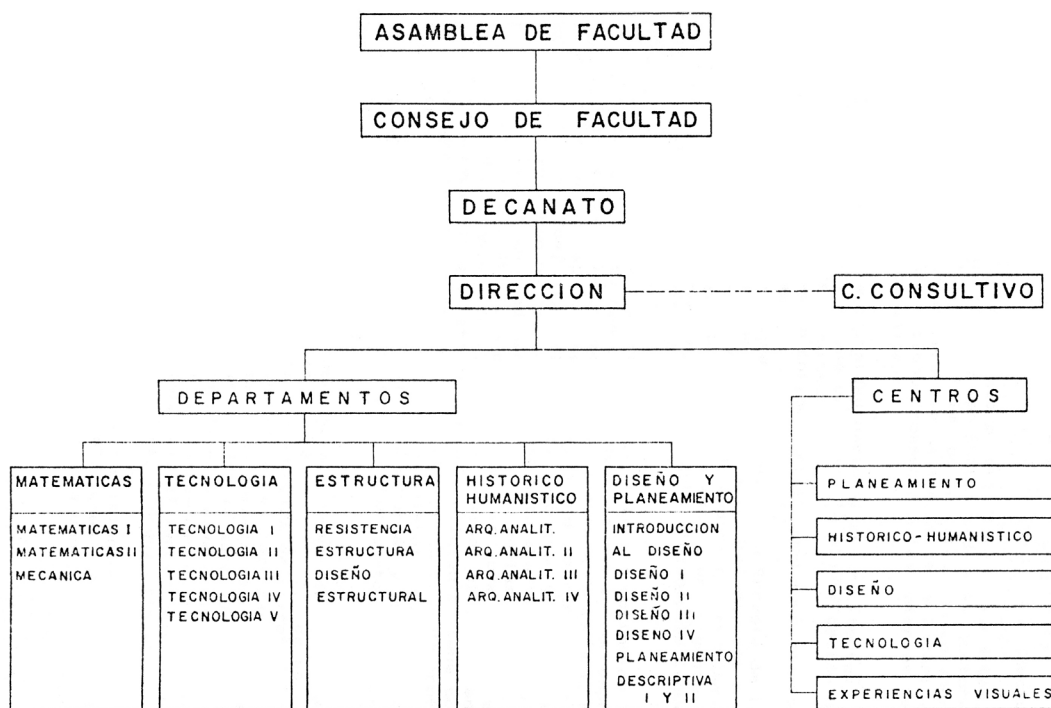 ASAMBLEA DE FACULTAD
CONSEJO DE FACULTAD
DECANATO
DIRECCION
C. CONSULTIVO
DEPARTAMENTOS
CENTROS
MATEMATICAS
MATEMATICAS I
MATEMATICAS II
MECANICA
TECNOLOGIA
TECNOLOGIA I
TECNOLOGIA II
TECNOLOGIA III
TECNOLOGIA IV
TECNOLOGIA V
ESTRUCTURA
RESISTENCIA
ESTRUCTURA
DISEÑO
ESTRUCTURAL
HISTORICO
HUMANISTICO
ARQ. ANALIT.
ARQ. ANALIT. II
ARQ. ANALIT. III
ARQ. ANALIT. IV
DISEÑO Y
PLANEAMIENTO
INTRODUCCION
AL DISEÑO
DISEÑO I
DISEÑO II
DISEÑO III
DISENO IV
PLANEAMIENTO
DESCRIPTIVA
I Y II
PLANEAMIENTO
HISTORICO-HUMANISTICO
DISEÑO
TECNOLOGIA
EXPERIENCIAS VISUALES